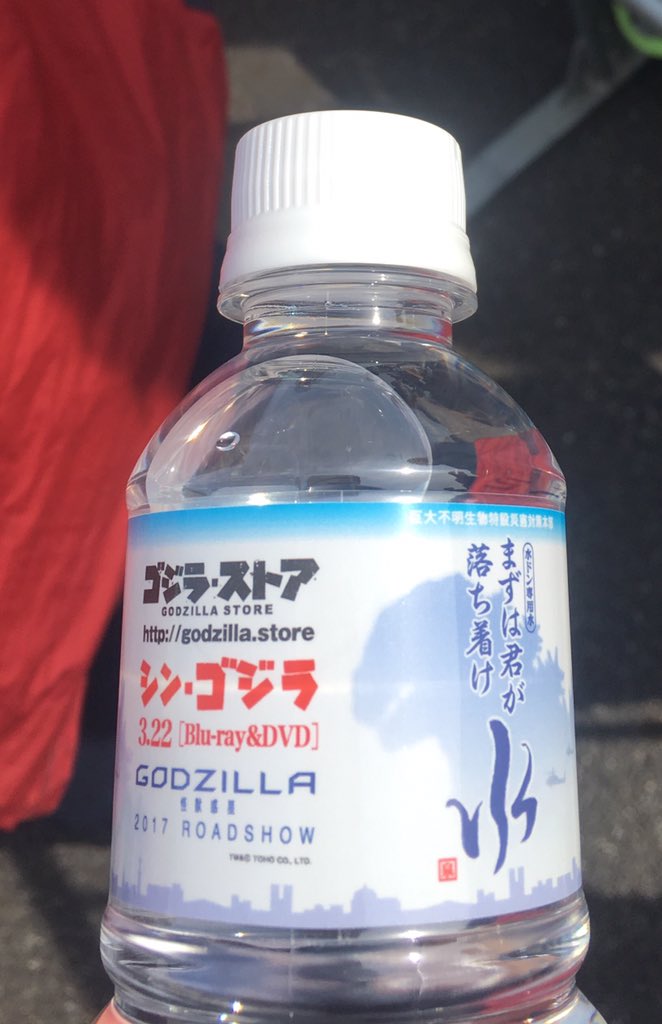 巨大不明生物特設災害対策本部
ゴジラ・ストア
GODZILLA STORE
http://godzilla.store
シン・ゴジラ
3.22 [Blu-ray&DVD]
GODZILLA
怪獣惑星
2017 ROADSHOW
TM&© TOHO CO., LTD.
水ドン専用水
まずは君が
落ち着け
水